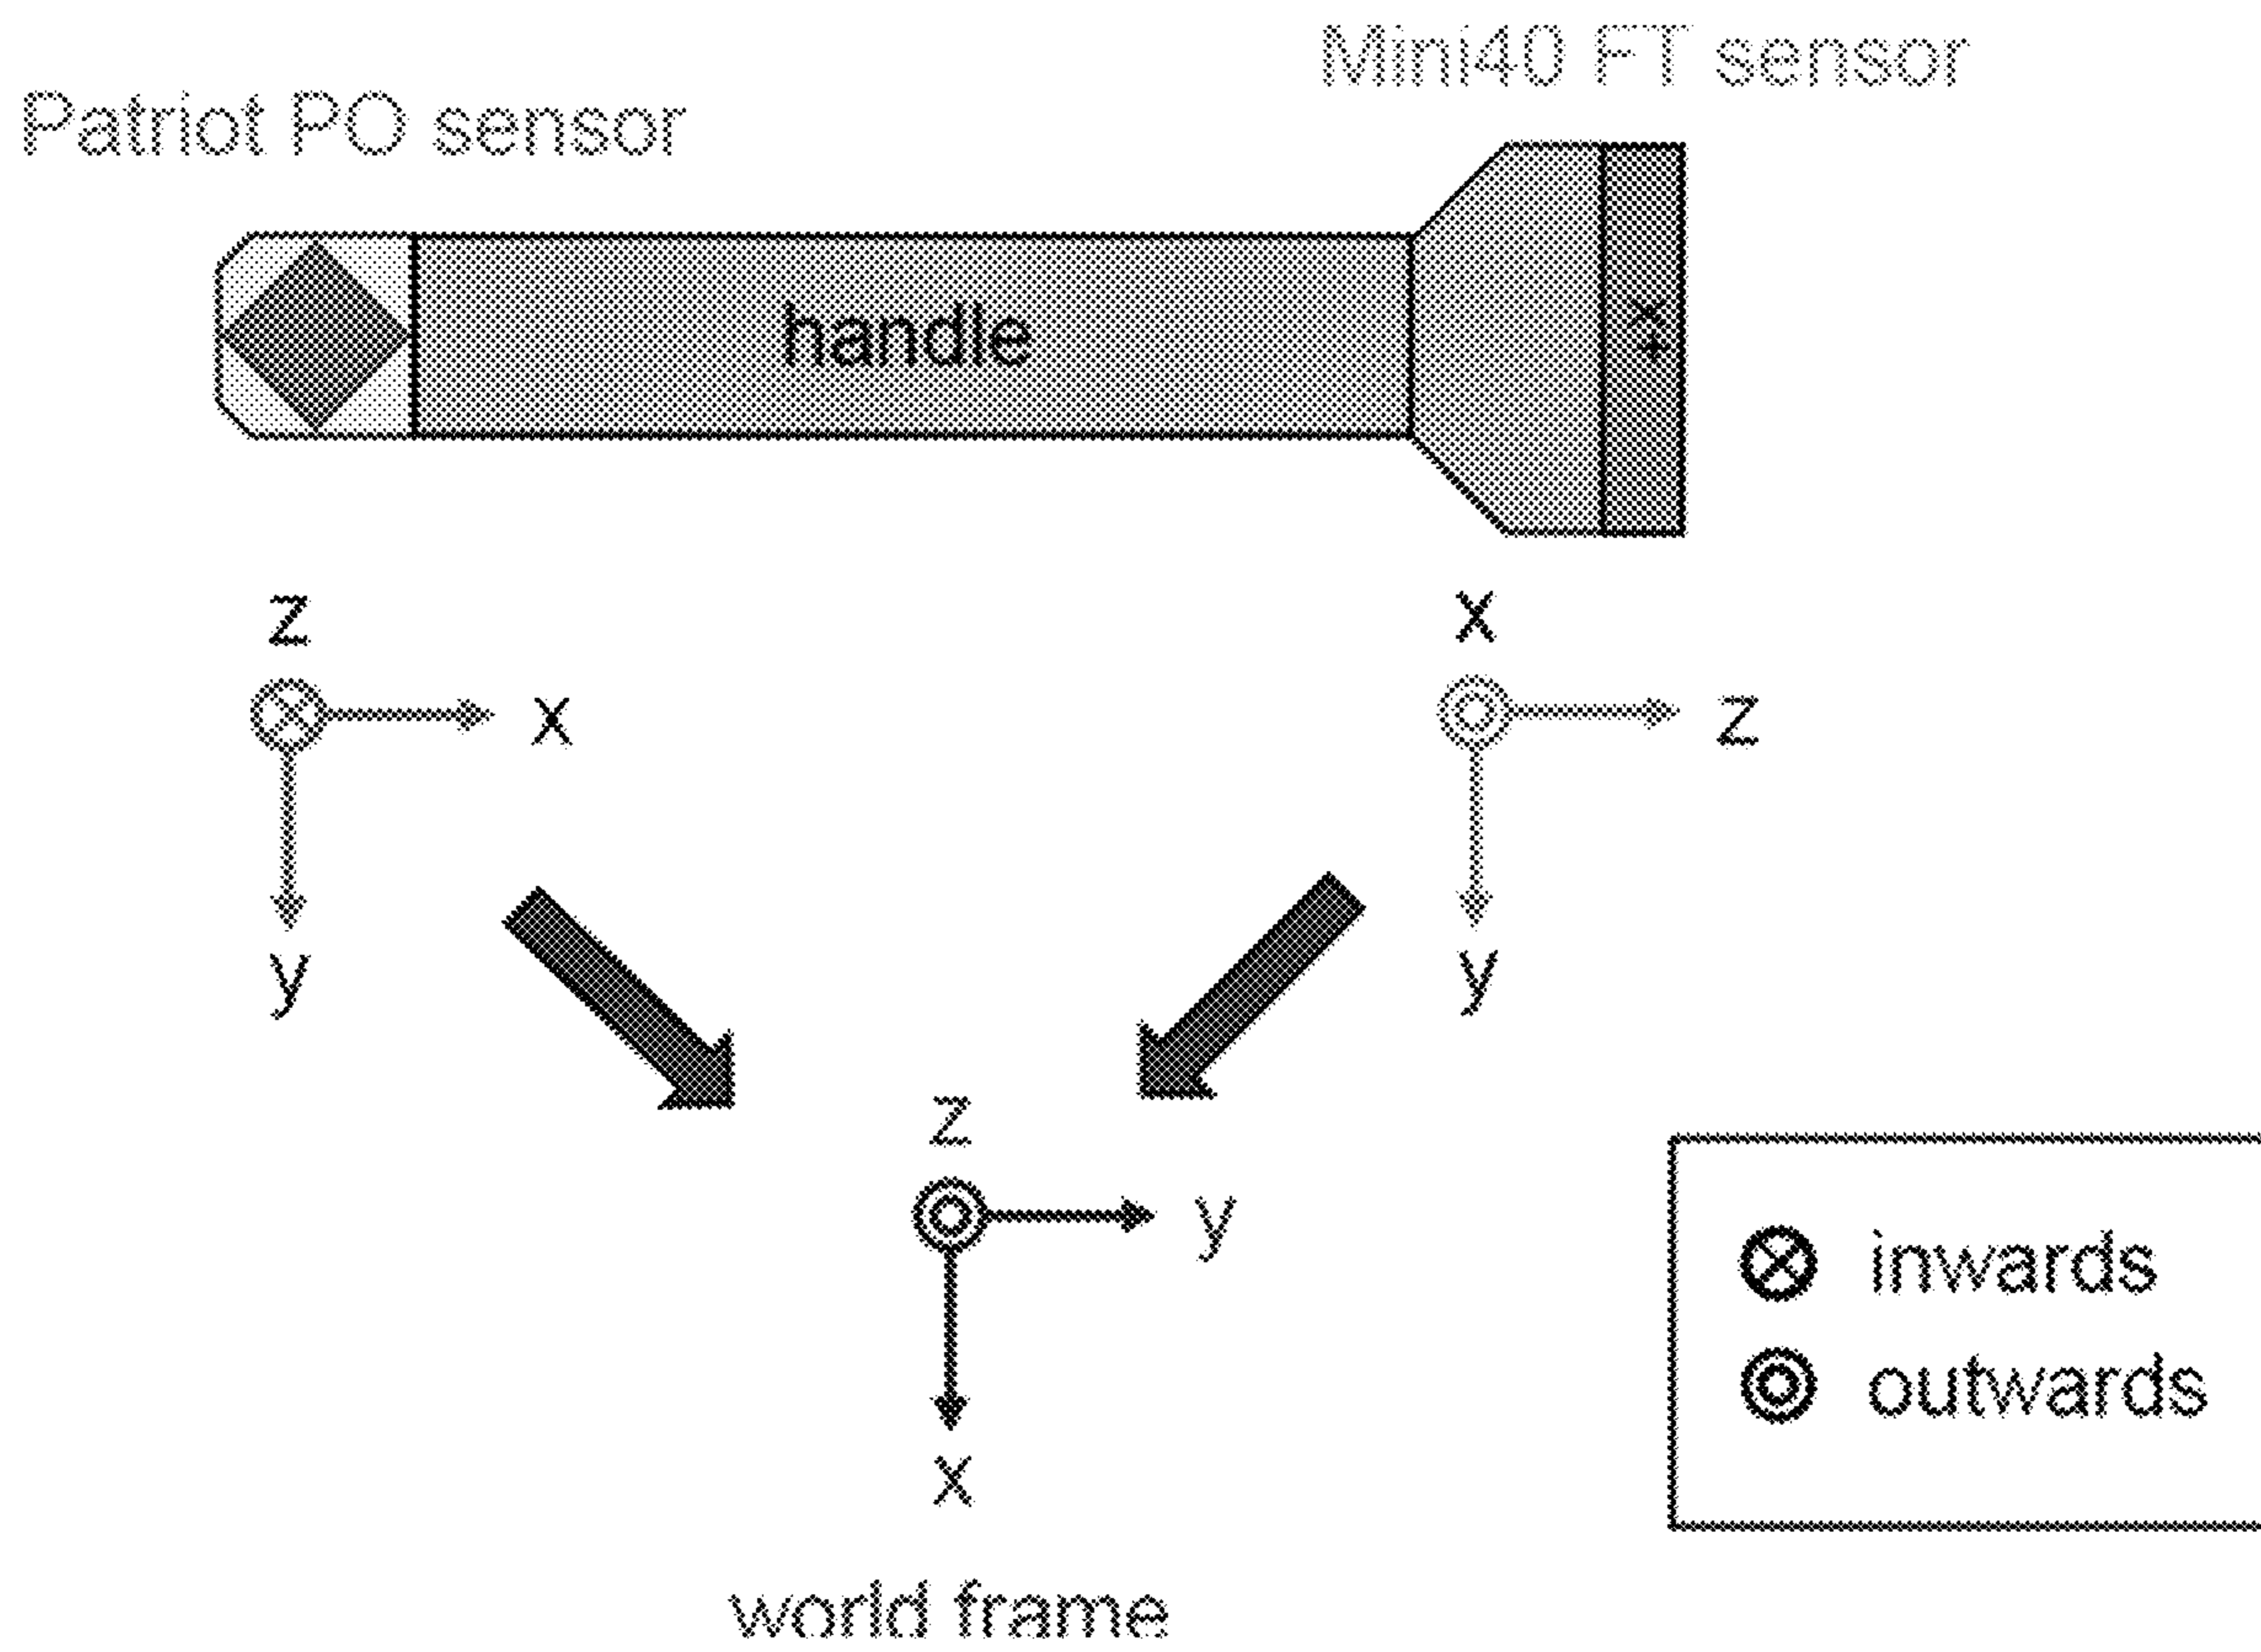 Mini40 FT sensor
Patriot PO sensor
handle
x
+
z
x
y
x
z
y
z
y
x
world frame
inwards
outwards